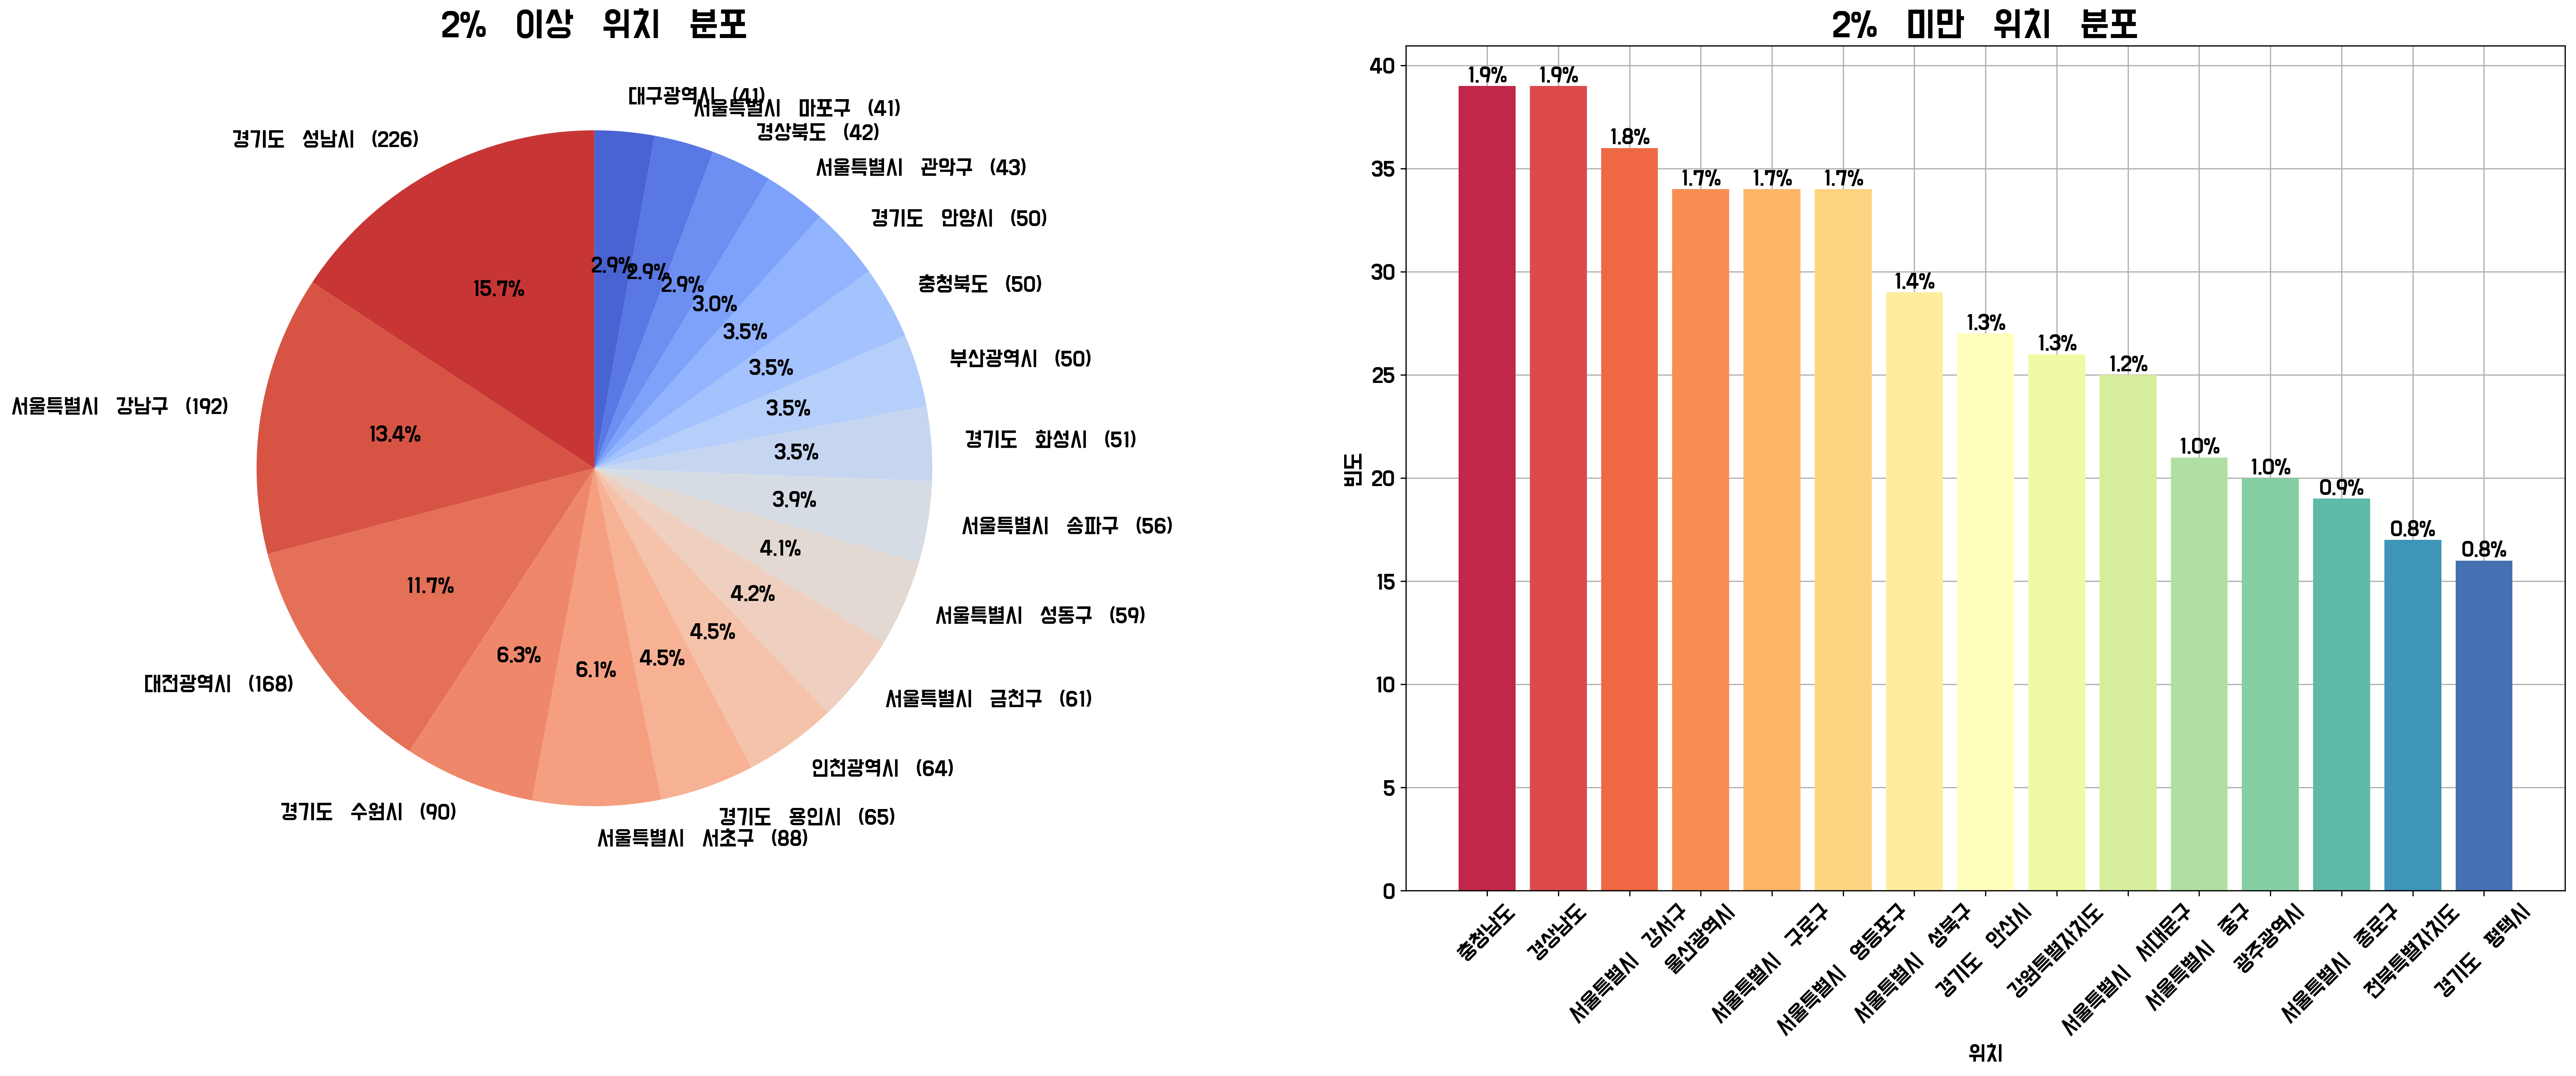 2% 이상 위치 분포
대구광역시 (41)
서울특별시 마포구 (41)
경상북도 (42)
서울특별시 관악구 (43)
경기도 안양시 (50)
충청북도 (50)
부산광역시 (50)
경기도 화성시 (51)
서울특별시 송파구 (56)
서울특별시 성동구 (59)
서울특별시 금천구 (61)
인천광역시 (64)
경기도 용인시 (65)
서울특별시 서초구 (88)
경기도 수원시 (90)
대전광역시 (168)
서울특별시 강남구 (192)
경기도 성남시 (226)
2.9%
2.9%
2.9%
3.0%
3.5%
3.5%
3.5%
3.5%
3.9%
4.1%
4.2%
4.5%
4.5%
6.1%
6.3%
11.7%
13.4%
15.7%
2% 미만 위치 분포
빈도
40
35
30
25
20
15
10
5
0
1.9%
1.9%
1.8%
1.7%
1.7%
1.7%
1.4%
1.3%
1.3%
1.2%
1.0%
1.0%
0.9%
0.8%
0.8%
충청남도
경상남도
서울특별시 강서구
울산광역시
서울특별시 구로구
서울특별시 영등포구
서울특별시 성북구
경기도 안산시
강원특별자치도
서울특별시 서대문구
서울특별시 중구
광주광역시
서울특별시 종로구
전북특별자치도
경기도 평택시
위치